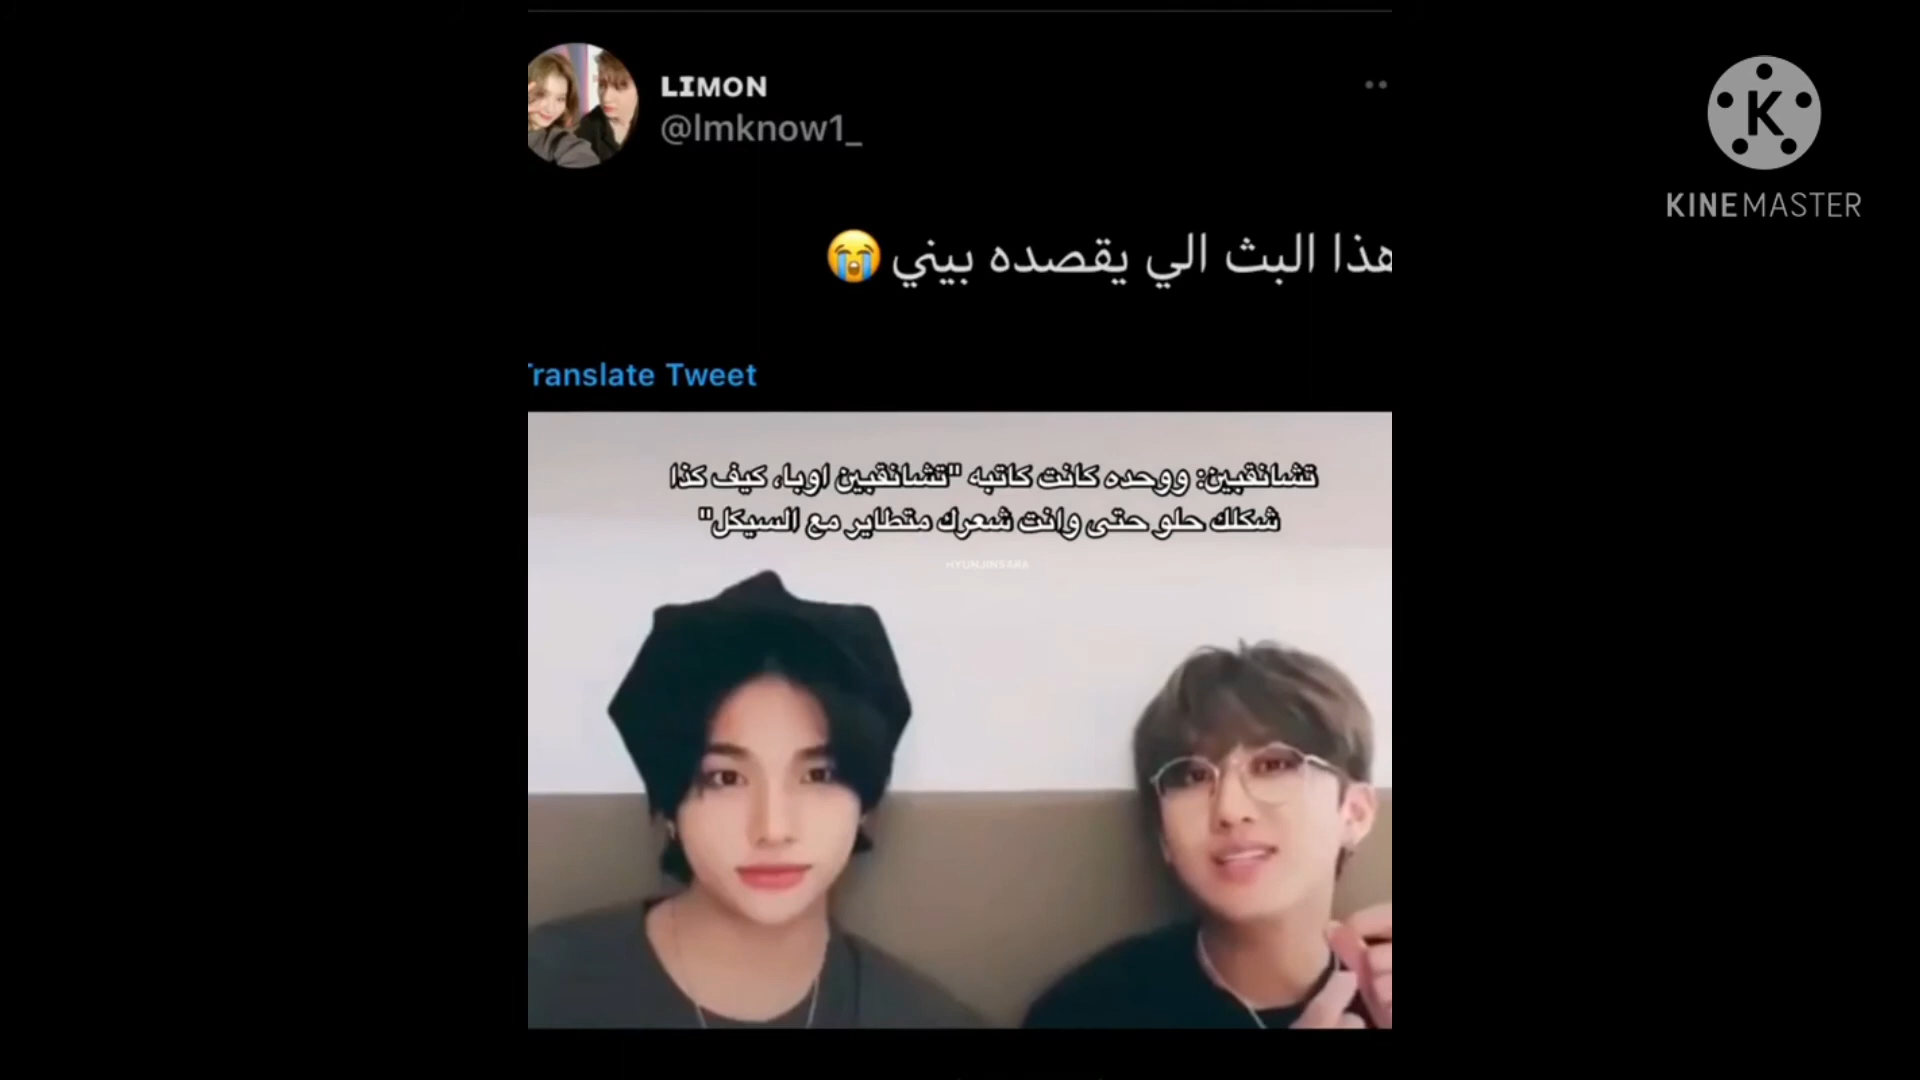 LIMON
@lmknow1_
KINEMASTER
هذا البث الي يقصده بيني 😭
Translate Tweet
تشانقبين: ووحده كانت كاتبه "تشانقبين اوبا، كيف كذا
شكلك حلو حتى وانت شعرك متطاير مع السيكل"
HYUNJINSARA